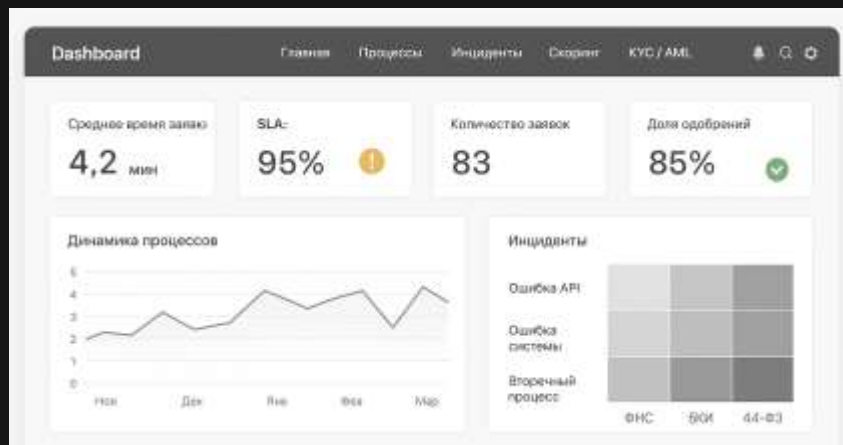 Dashboard
Главная Процессы Инциденты Скоринг KYC / AML
Среднее время заявю
4,2 мин
SLA:
95%
Количество заявок
83
Доля одобрений
85%
Динамика процессов
5
4
3
2
1
0
Ноя Дек Янв Фев Мар
Инциденты
Ошибка API
Ошибка
системы
Вторичный
процесс
ФНС БКИ 44-ФЗ